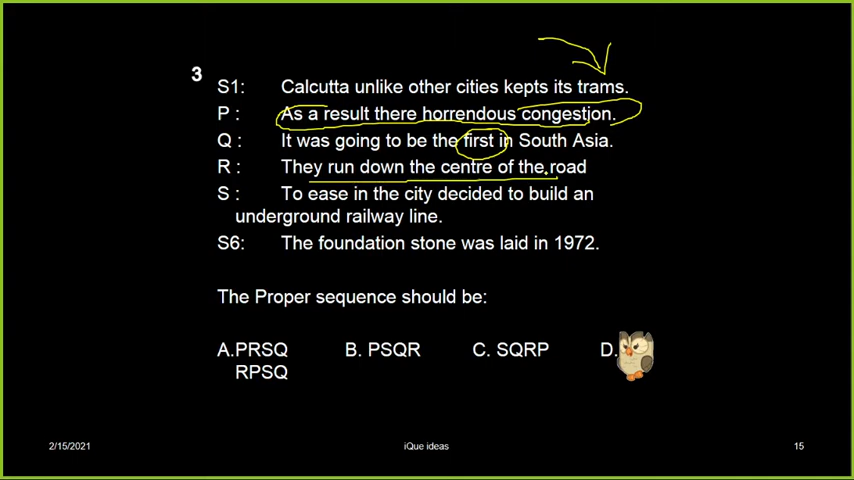 3
S1: Calcutta unlike other cities kepts its trams.
P : As a result there horrendous congestion.
Q : It was going to be the first in South Asia.
R : They run down the centre of the road
S : To ease in the city decided to build an
underground railway line.
S6: The foundation stone was laid in 1972.
The Proper sequence should be:
A.PRSQ B. PSQR C. SQRP D.
RPSQ
2/15/2021 iQue ideas 15